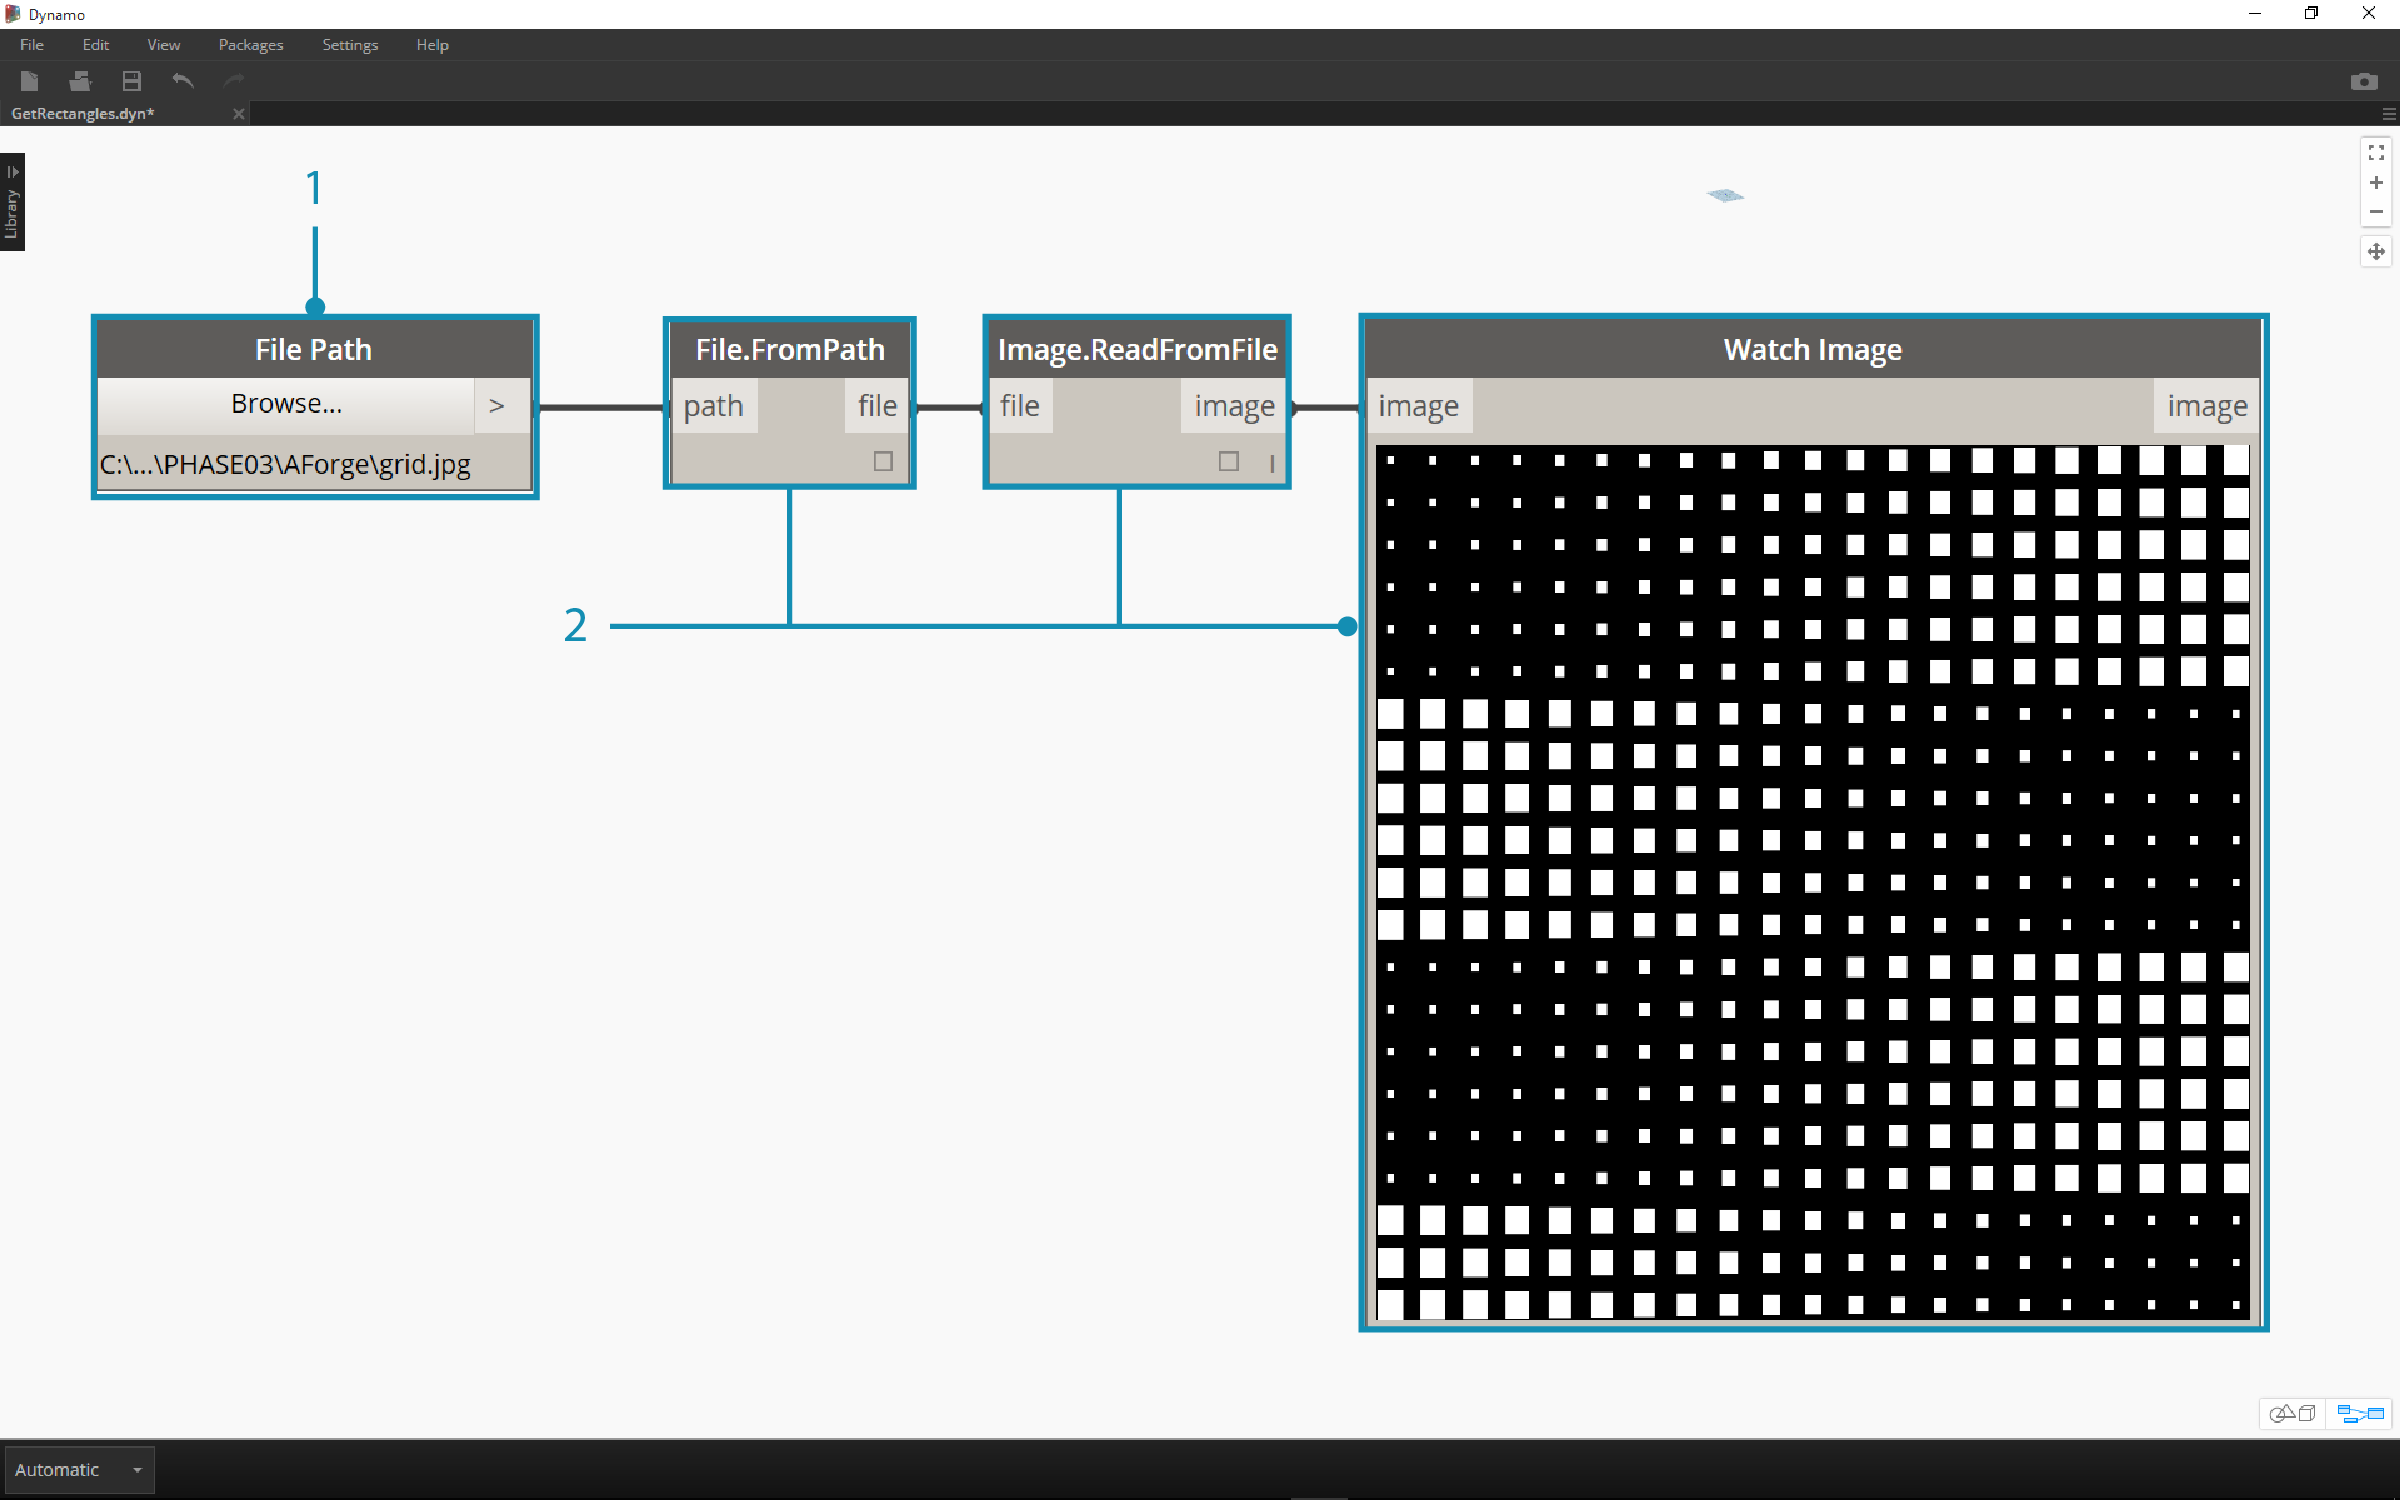 Dynamo
File Edit View Packages Settings Help
GetRectangles.dyn*
Library
1
File Path
Browse... >
C:\...\PHASE03\AForge\grid.jpg
File.FromPath
path file
Image.ReadFromFile
file image
Watch Image
image image
2
Automatic